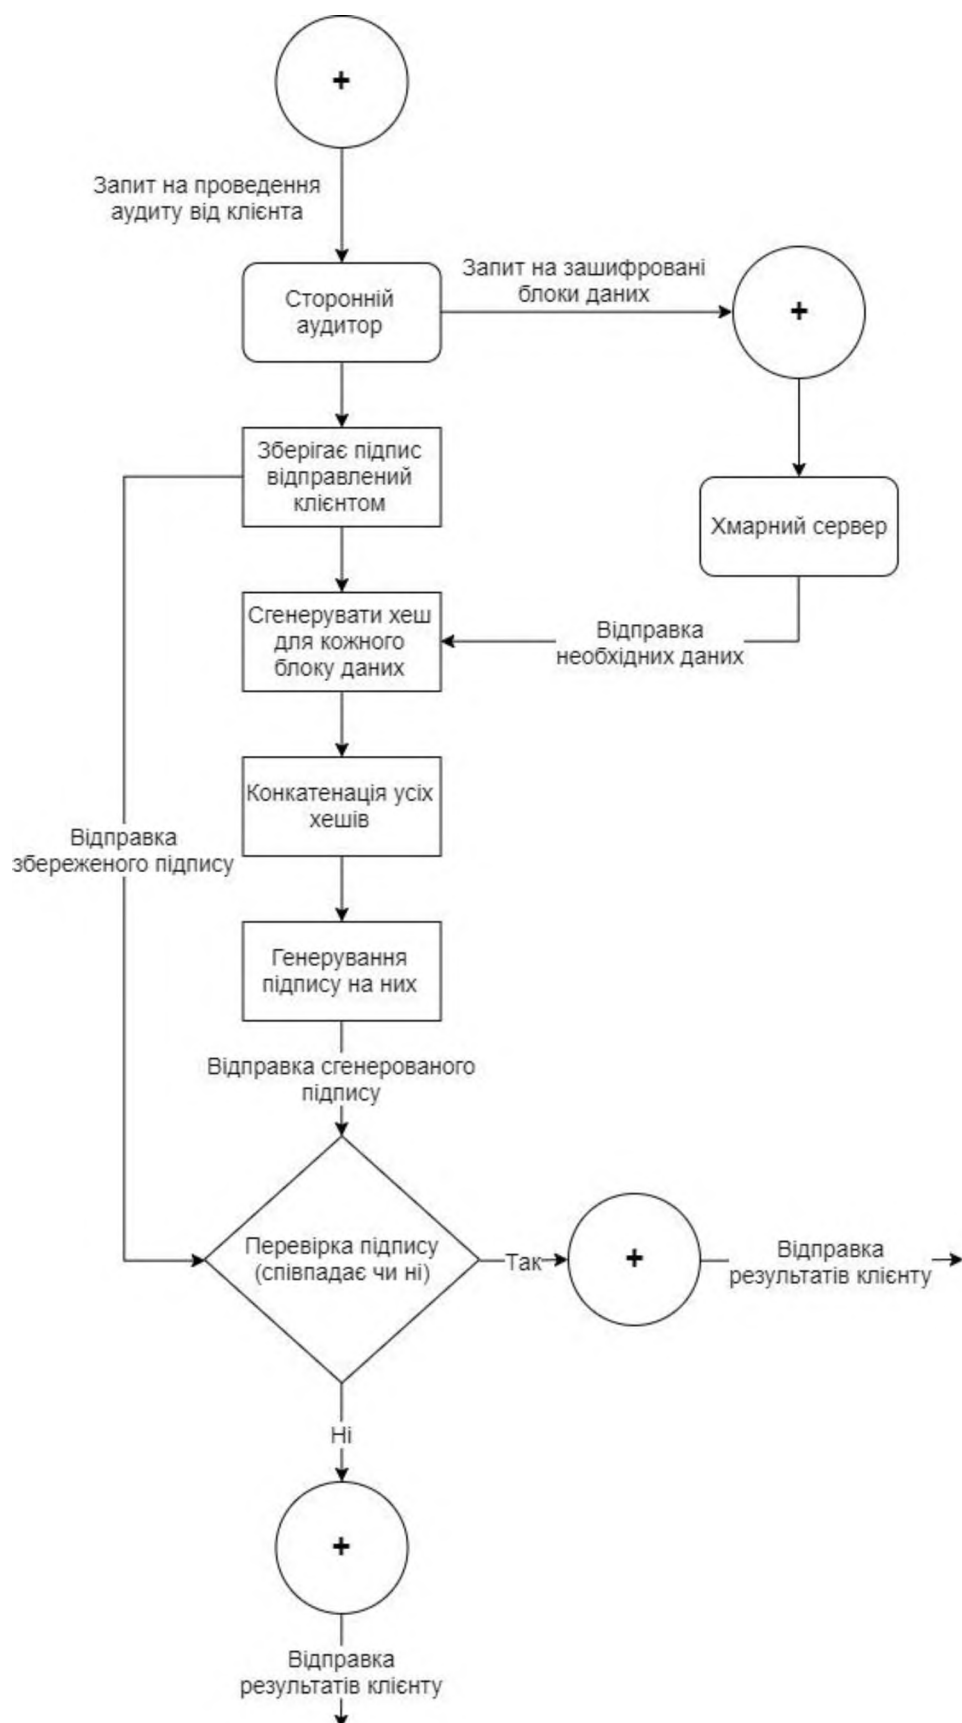 +
Запит на проведення
аудиту від клієнта
Сторонній
аудитор
Запит на зашифровані
блоки даних
+
Зберігає підпис
відправлений
клієнтом
Хмарний сервер
Сгенерувати хеш
для кожного
блоку даних
Відправка
необхідних даних
Конкатенація усіх
хешів
Відправка
збереженого підпису
Генерування
підпису на них
Відправка сгенерованого
підпису
Перевірка підпису
(співпадає чи ні)
Так
+
Відправка
результатів клієнту
Ні
+
Відправка
результатів клієнту